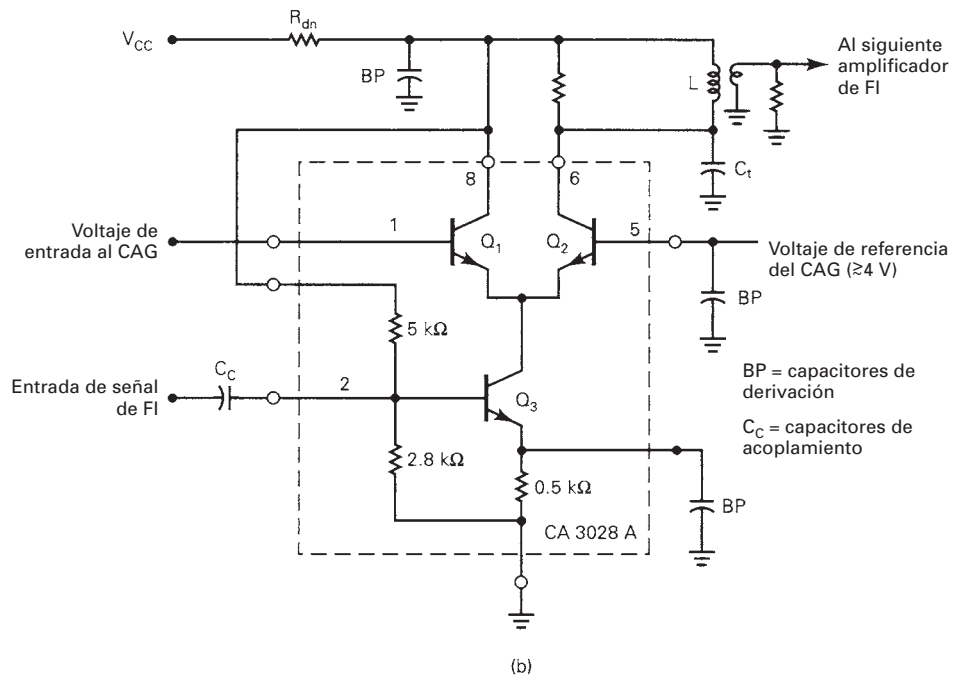 R_dn
V_CC
BP
L
Al siguiente
amplificador
de FI
C_t
8
6
Voltaje de
entrada al CAG
1
Q_1
Q_2
5
Voltaje de referencia
del CAG (≳4 V)
BP
5 kΩ
Entrada de señal
de FI
C_C
2
Q_3
BP = capacitores de
derivación
C_C = capacitores de
acoplamiento
2.8 kΩ
0.5 kΩ
BP
CA 3028 A
(b)